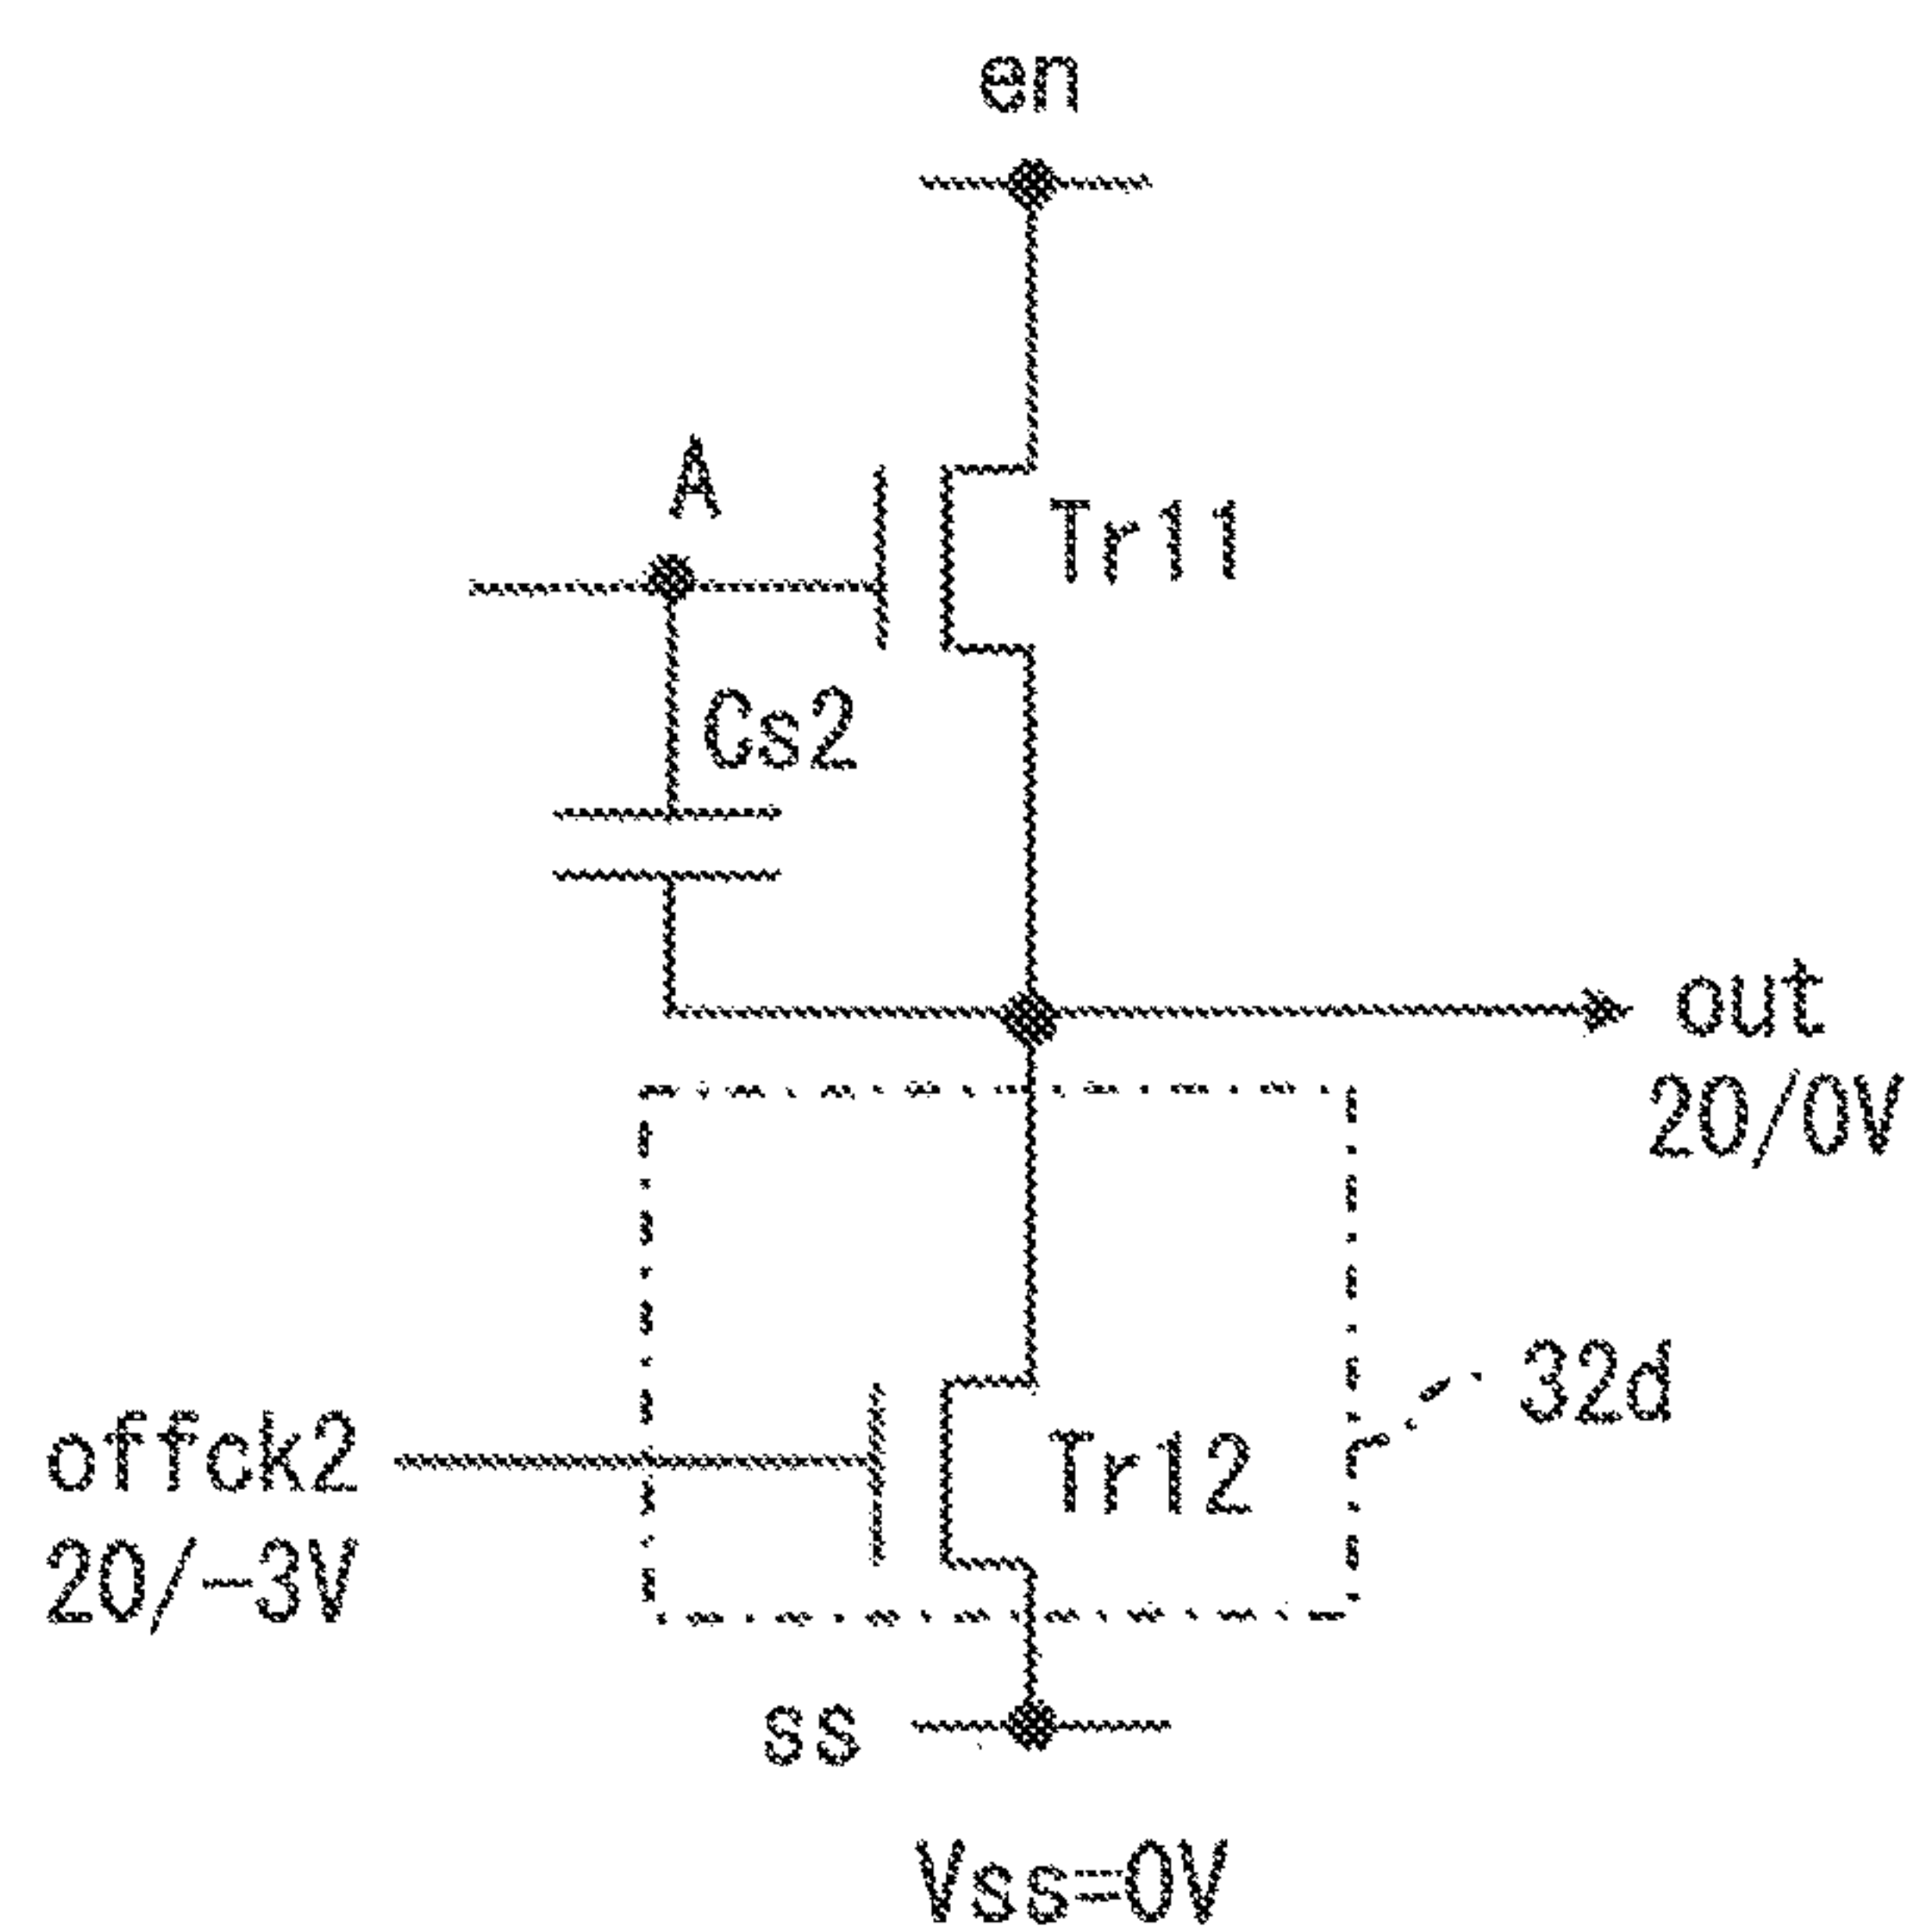 en
A
Tr11
Cs2
out
20/0V
32d
offck2
Tr12
20/-3V
ss
Vss=0V